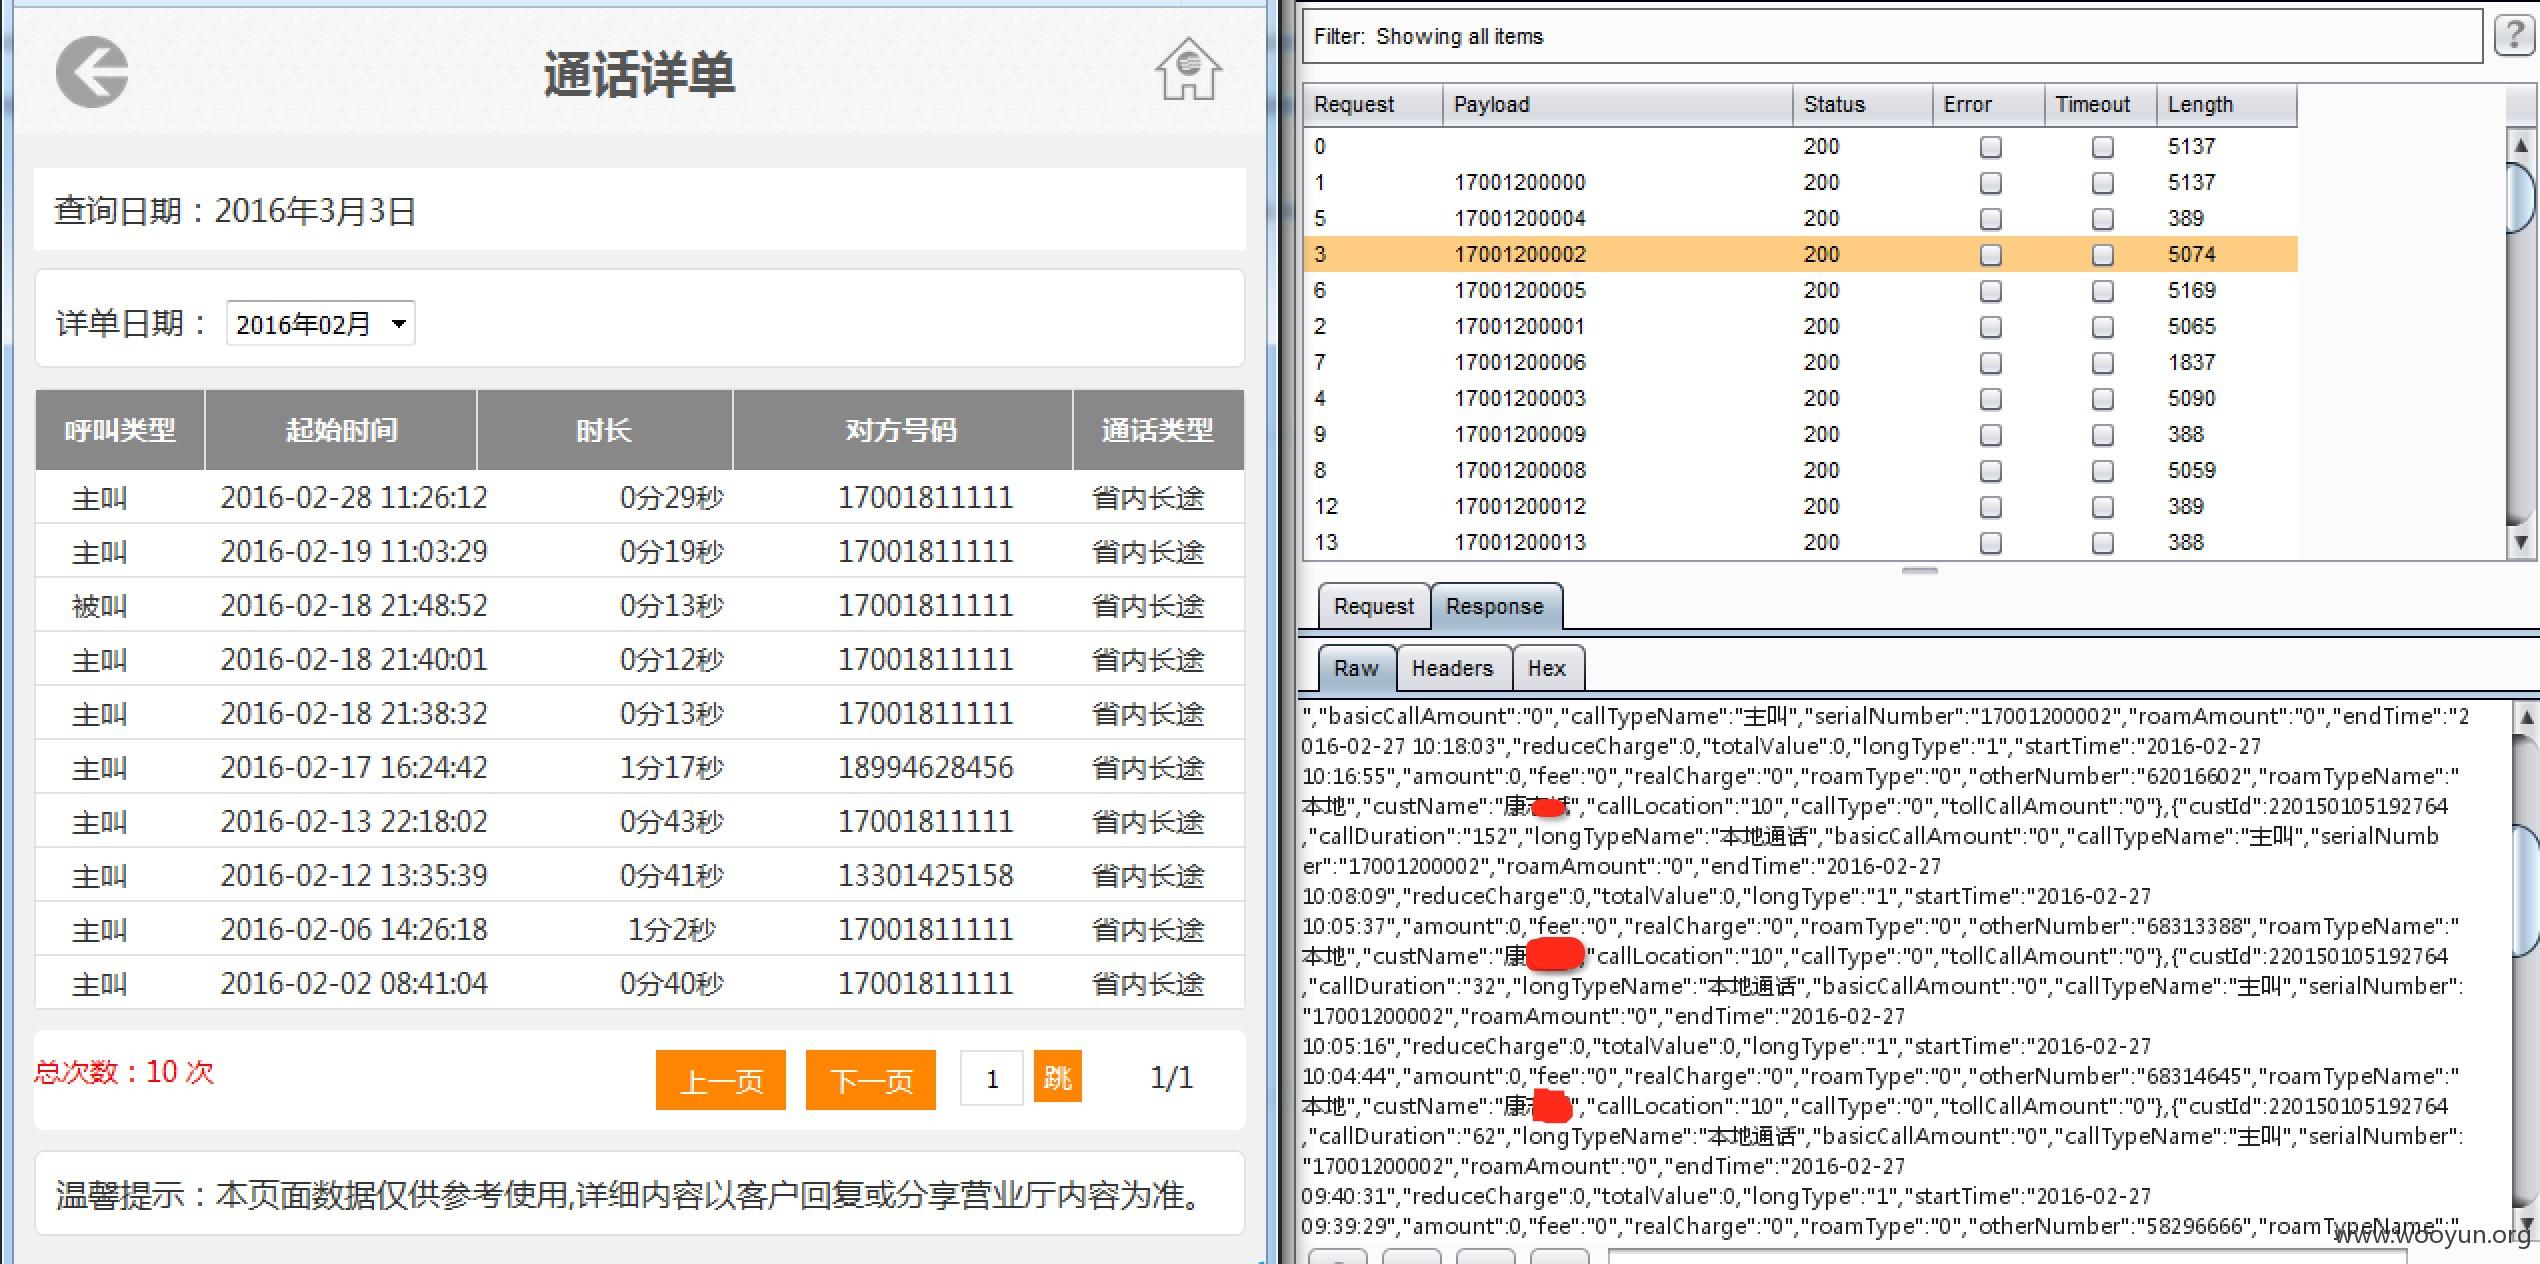 通话详单
查询日期：2016年3月3日
详单日期： 2016年02月
呼叫类型 起始时间 时长 对方号码 通话类型
主叫 2016-02-28 11:26:12 0分29秒 17001811111 省内长途
主叫 2016-02-19 11:03:29 0分19秒 17001811111 省内长途
被叫 2016-02-18 21:48:52 0分13秒 17001811111 省内长途
主叫 2016-02-18 21:40:01 0分12秒 17001811111 省内长途
主叫 2016-02-18 21:38:32 0分13秒 17001811111 省内长途
主叫 2016-02-17 16:24:42 1分17秒 18994628456 省内长途
主叫 2016-02-13 22:18:02 0分43秒 17001811111 省内长途
主叫 2016-02-12 13:35:39 0分41秒 13301425158 省内长途
主叫 2016-02-06 14:26:18 1分2秒 17001811111 省内长途
主叫 2016-02-02 08:41:04 0分40秒 17001811111 省内长途
总次数：10 次 上一页 下一页 1 跳 1/1
温馨提示：本页面数据仅供参考使用,详细内容以客户回复或分享营业厅内容为准。
Filter: Showing all items
?
Request Payload Status Error Timeout Length
0 200 5137
1 17001200000 200 5137
5 17001200004 200 389
3 17001200002 200 5074
6 17001200005 200 5169
2 17001200001 200 5065
7 17001200006 200 1837
4 17001200003 200 5090
9 17001200009 200 388
8 17001200008 200 5059
12 17001200012 200 389
13 17001200013 200 388
Request Response
Raw Headers Hex
","basicCallAmount":"0","callTypeName":"主叫","serialNumber":"17001200002","roamAmount":"0","endTime":"2
016-02-27 10:18:03","reduceCharge":0,"totalValue":0,"longType":"1","startTime":"2016-02-27
10:16:55","amount":0,"fee":"0","realCharge":"0","roamType":"0","otherNumber":"62016602","roamTypeName":"
本地","custName":"康","callLocation":"10","callType":"0","tollCallAmount":"0"},{"custId":220150105192764
,"callDuration":"152","longTypeName":"本地通话","basicCallAmount":"0","callTypeName":"主叫","serialNumb
er":"17001200002","roamAmount":"0","endTime":"2016-02-27
10:08:09","reduceCharge":0,"totalValue":0,"longType":"1","startTime":"2016-02-27
10:05:37","amount":0,"fee":"0","realCharge":"0","roamType":"0","otherNumber":"68313388","roamTypeName":"
本地","custName":"康","callLocation":"10","callType":"0","tollCallAmount":"0"},{"custId":220150105192764
,"callDuration":"32","longTypeName":"本地通话","basicCallAmount":"0","callTypeName":"主叫","serialNumber":
"17001200002","roamAmount":"0","endTime":"2016-02-27
10:05:16","reduceCharge":0,"totalValue":0,"longType":"1","startTime":"2016-02-27
10:04:44","amount":0,"fee":"0","realCharge":"0","roamType":"0","otherNumber":"68314645","roamTypeName":"
本地","custName":"康","callLocation":"10","callType":"0","tollCallAmount":"0"},{"custId":220150105192764
,"callDuration":"62","longTypeName":"本地通话","basicCallAmount":"0","callTypeName":"主叫","serialNumber":
"17001200002","roamAmount":"0","endTime":"2016-02-27
09:40:31","reduceCharge":0,"totalValue":0,"longType":"1","startTime":"2016-02-27
09:39:29","amount":0,"fee":"0","realCharge":"0","roamType":"0","otherNumber":"58296666","roamTypeName":"
www.wooyun.org